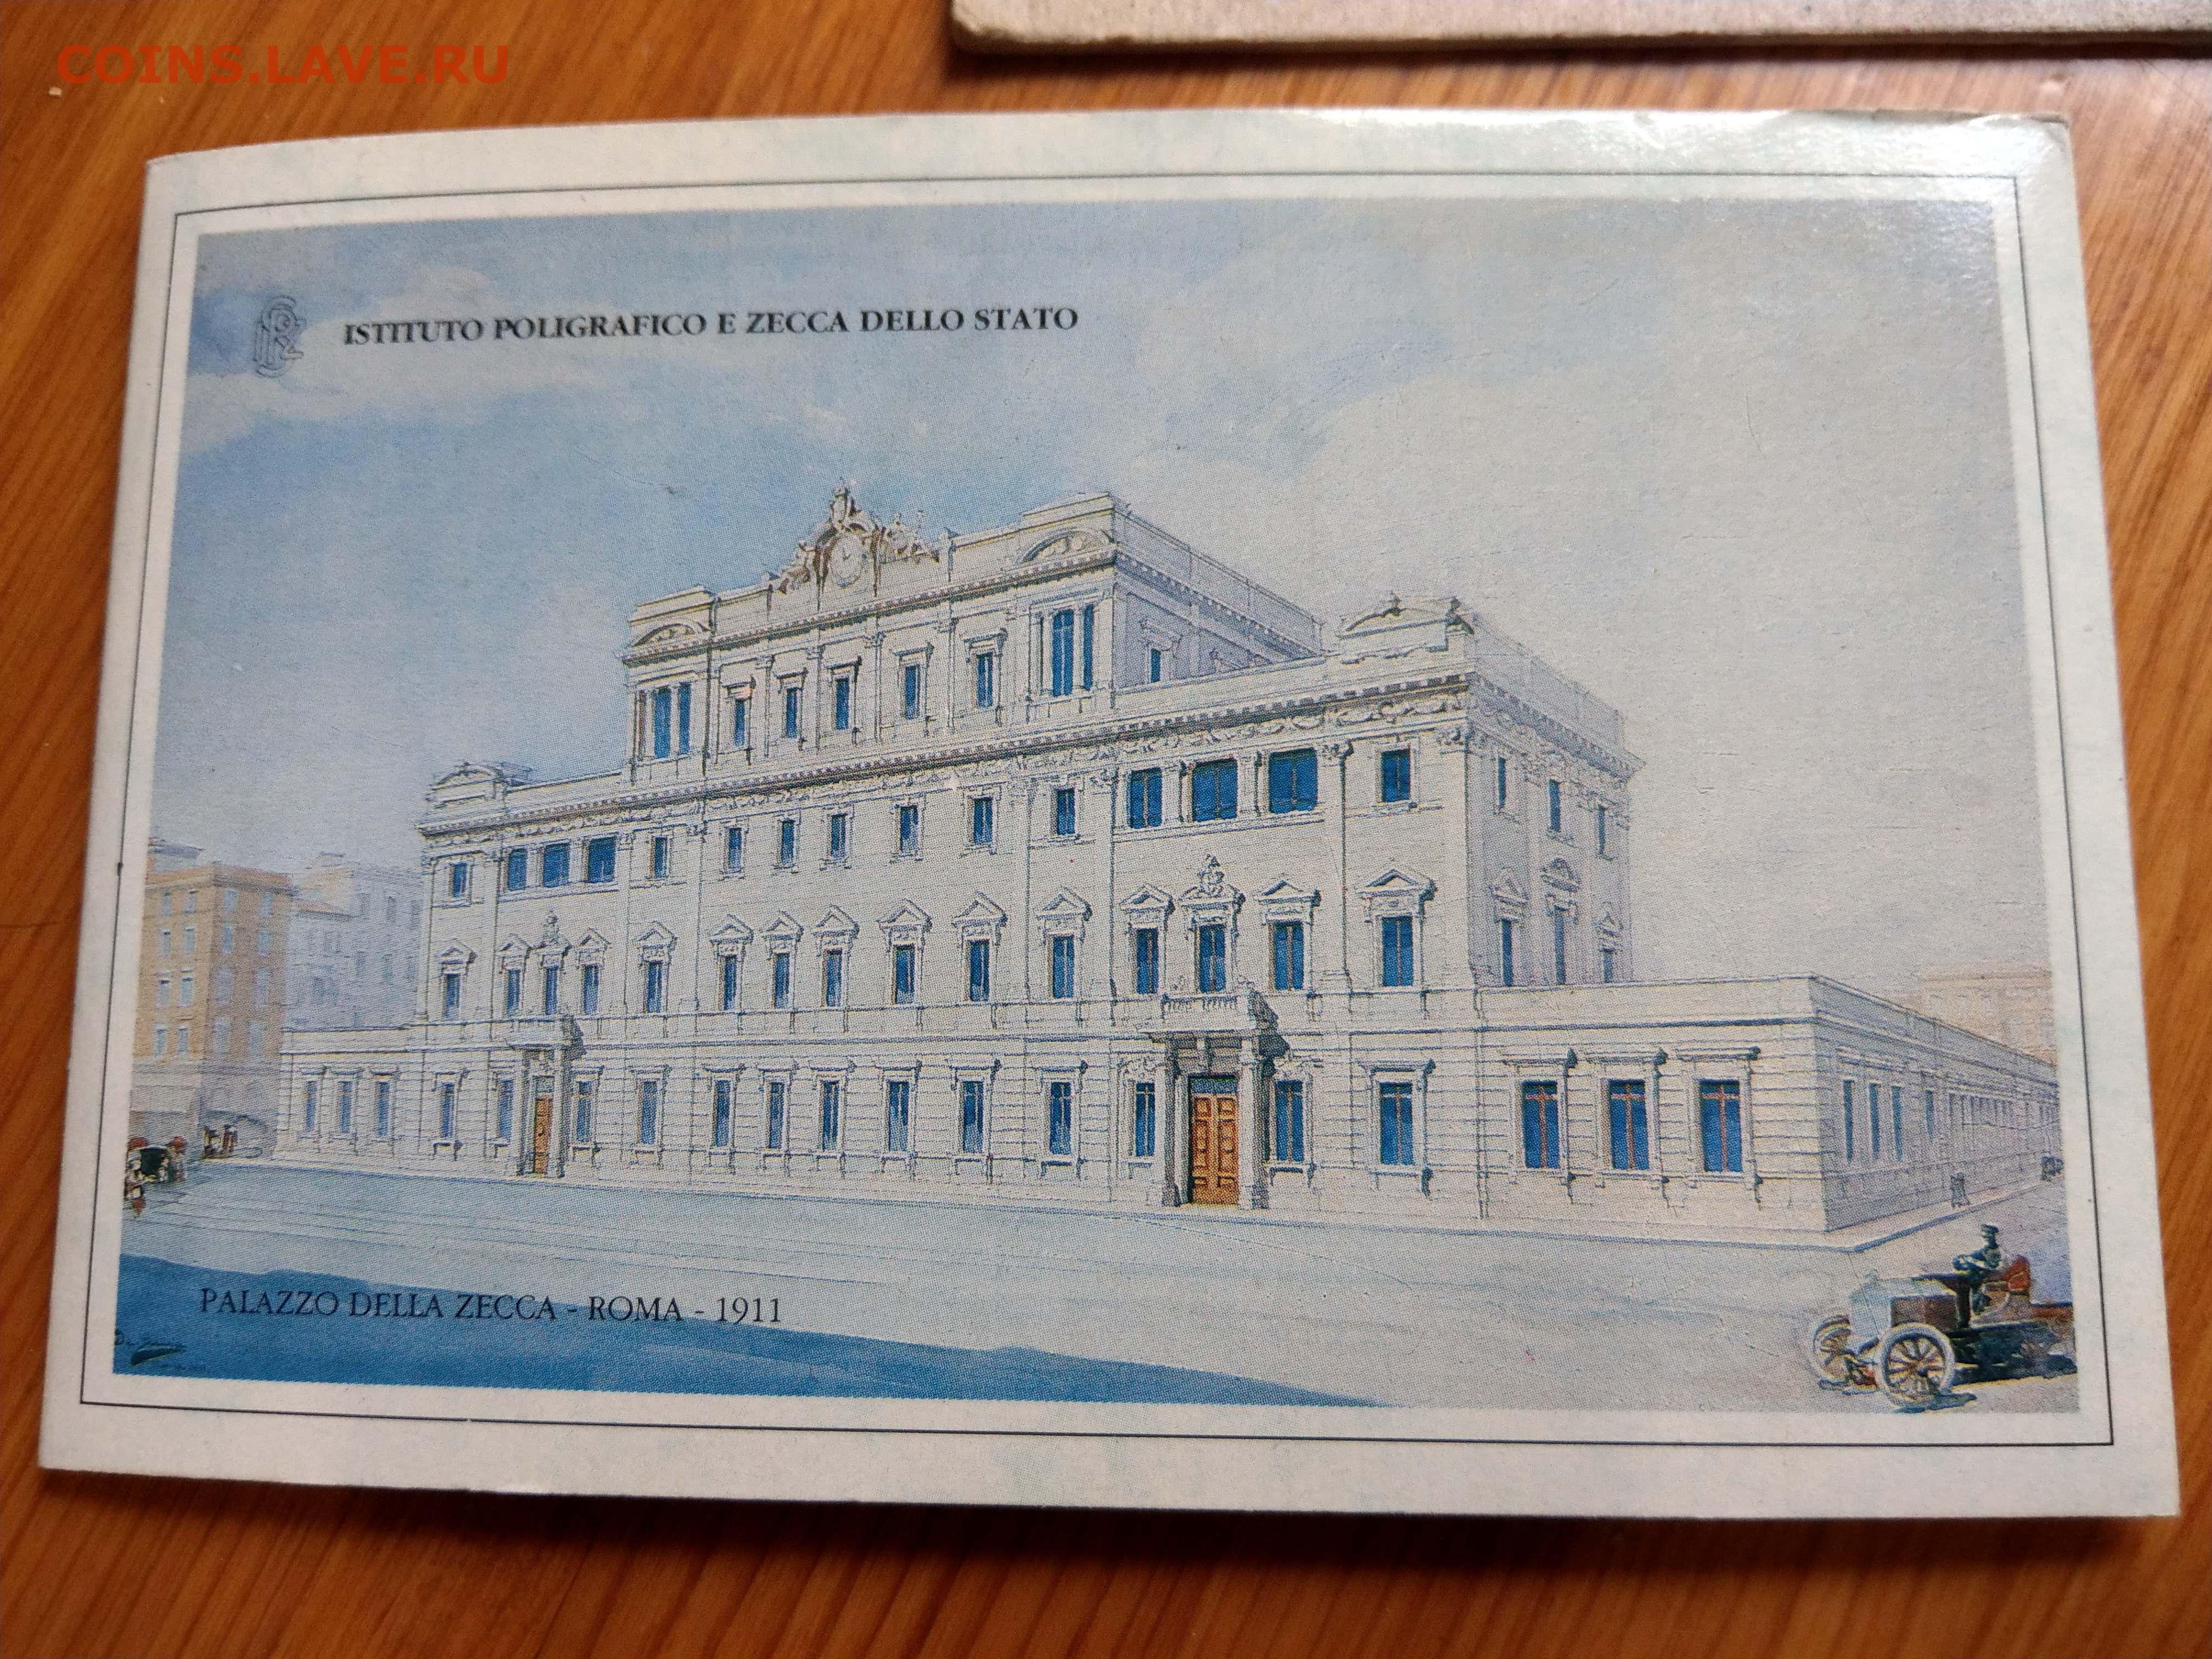 COINS.LAVE.RU
ISTITUTO POLIGRAFICO E ZECCA DELLO STATO
PALAZZO DELLA ZECCA - ROMA - 1911